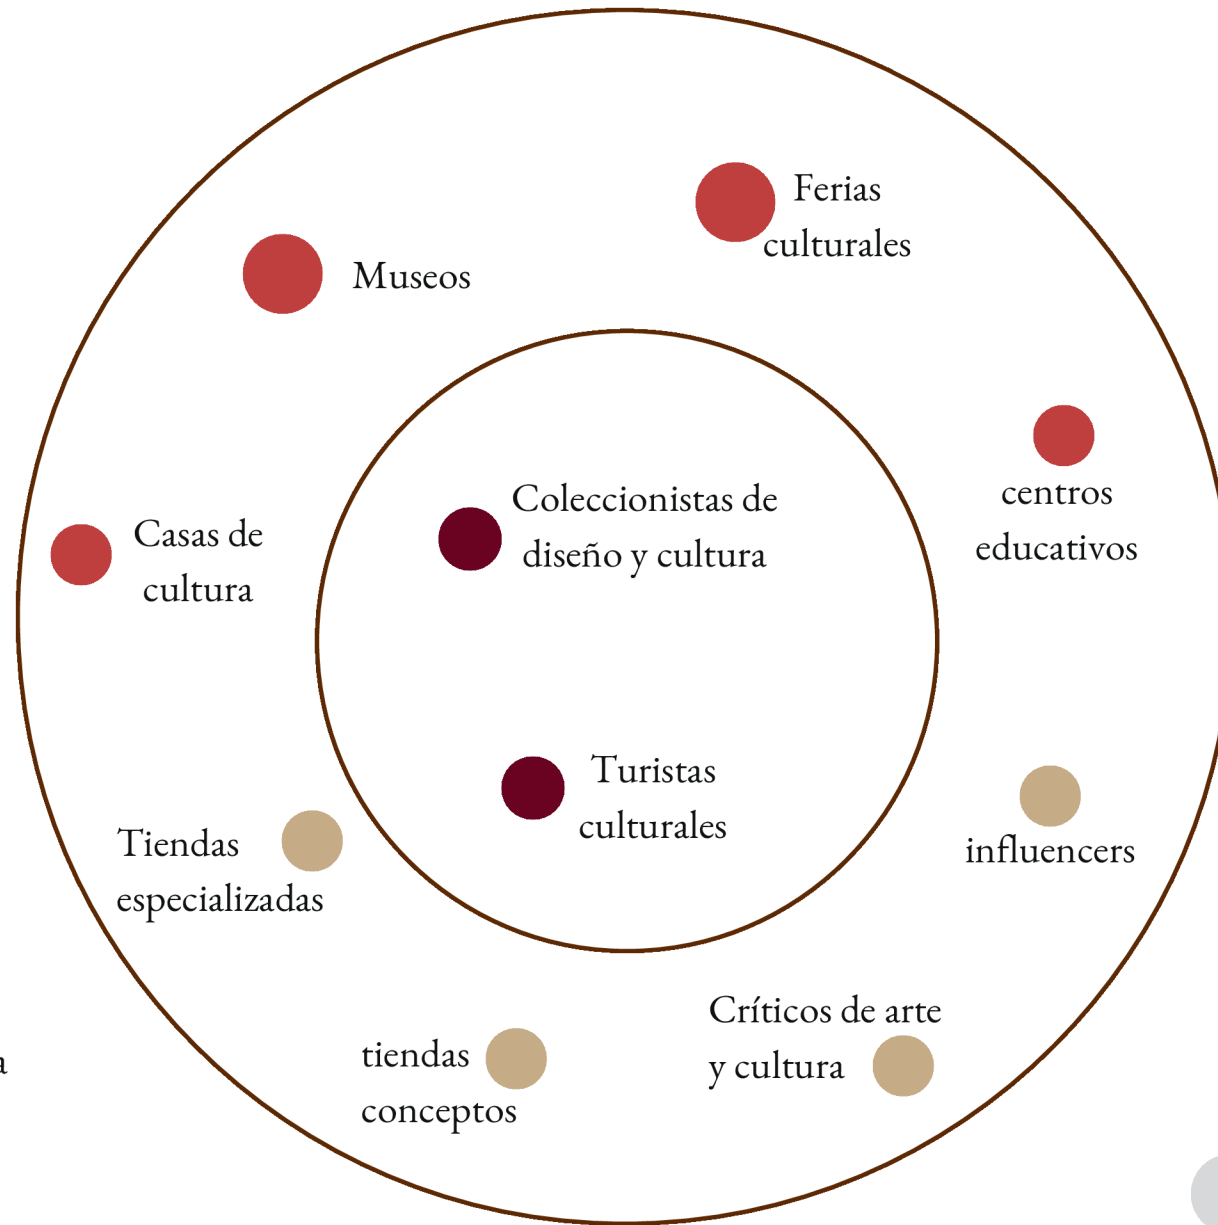 Ferias
culturales
Museos
centros
educativos
Coleccionistas de
diseño y cultura
Casas de
cultura
Turistas
culturales
Tiendas
especializadas
influencers
Críticos de arte
y cultura
tiendas
conceptos
a